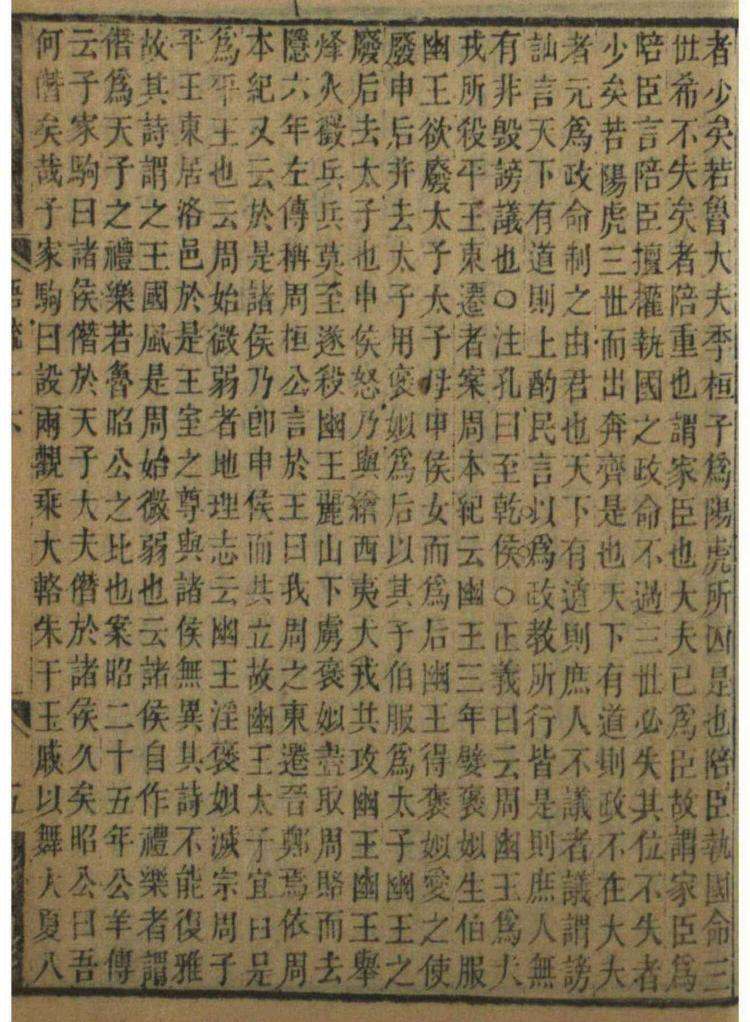 者少矣若魯大夫季桓子爲陽虎所囚是也陪臣執國命三
世希不失矣者陪重也謂家臣也大夫已爲臣故謂家臣爲
陪臣言陪臣擅權執國之政命不過三世必失其位不失者
少矣若陽虎三世而出奔齊是也天下有道則政不在大夫
者元爲政命制之由君也天下有道則庶人不議者議謂謗
訕言天下有道則上酌民言以爲政教所行皆是則庶人無
有非毀謗議也○注孔曰至乾侯○正義曰云周幽王爲犬
戎所殺平王東遷者案周本紀云幽王三年嬖褒姒生伯服
幽王欲廢太子太子母申侯女而爲后幽王得褒姒愛之使
廢申后幷去太子用褒姒爲后以其子伯服爲太子幽王之
廢后去太子也申侯怒乃與繒西夷犬戎共攻幽王幽王舉
烽火徵兵兵莫至遂殺幽王麗山下虜褒姒盡取周賂而去
隱六年左傳稱周桓公言於王曰我周之東遷晉鄭焉依周
本紀又云於是諸侯乃卽申侯而共立故幽王太子宜臼是
爲平王也云周始微弱者地理志云幽王淫褒姒滅宗周子
平王東居洛邑於是王室之尊與諸侯無異其詩不能復雅
故其詩謂之王國風是周始微弱也云諸侯自作禮樂者謂
僭爲天子之禮樂若魯昭公之比也案昭二十五年公羊傳
云子家駒曰諸侯僭於天子大夫僭於諸侯久矣昭公曰吾
何僭矣哉子家駒曰設兩觀乘大輅朱干玉戚以舞大夏八
語疏十六
五